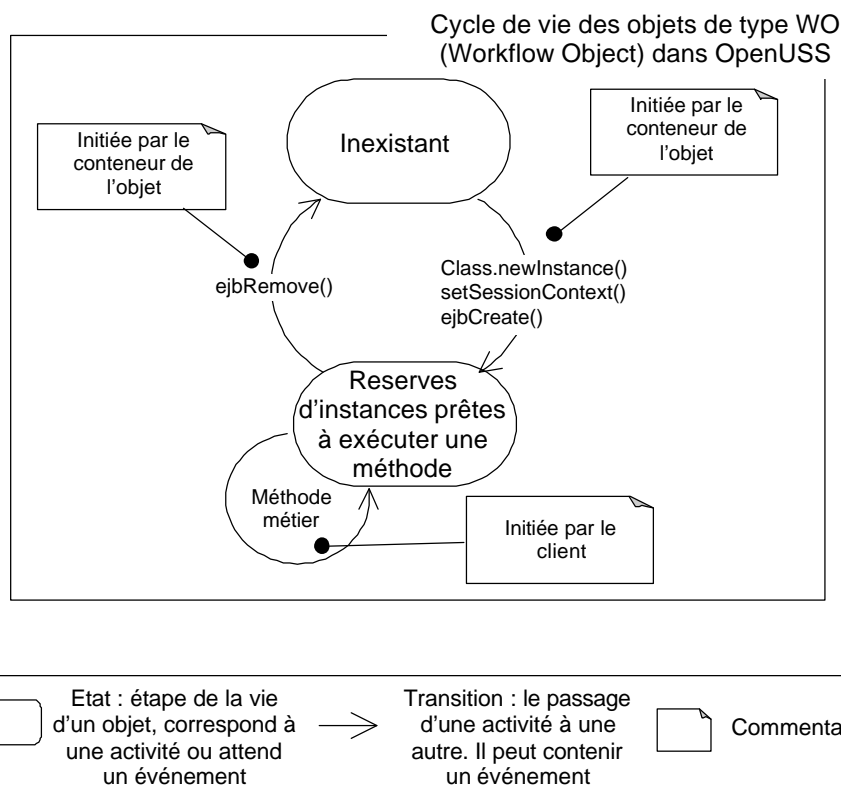 Cycle de vie des objets de type WO
(Workflow Object) dans OpenUSS
Initiée par le
conteneur de
l'objet
Inexistant
Initiée par le
conteneur de
l'objet
ejbRemove()
Class.newInstance()
setSessionContext()
ejbCreate()
Reserves
d'instances prêtes
à exécuter une
méthode
Méthode
métier
Initiée par le
client
Etat : étape de la vie
d'un objet, correspond à
une activité ou attend
un événement
Transition : le passage
d'une activité à une
autre. Il peut contenir
un événement
Commenta